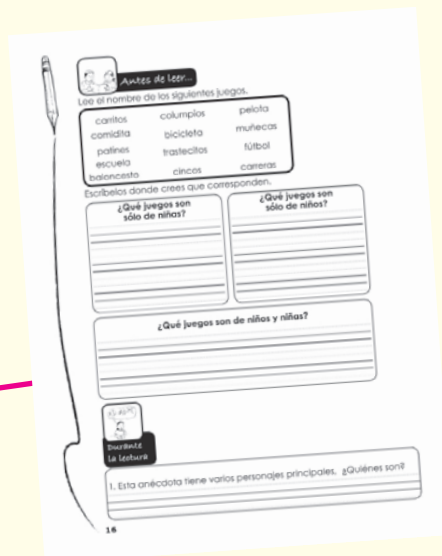 Antes de leer...
Lee el nombre de los siguientes juegos.
carritos columpios pelota
comidita bicicleta muñecas
patines trastecitos fútbol
escuela
baloncesto cincos carreras
Escríbelos donde crees que corresponden.
¿Qué juegos son
sólo de niñas?
¿Qué juegos son
sólo de niños?
¿Qué juegos son de niños y niñas?
Durante
la lectura
1. Esta anécdota tiene varios personajes principales. ¿Quiénes son?
16